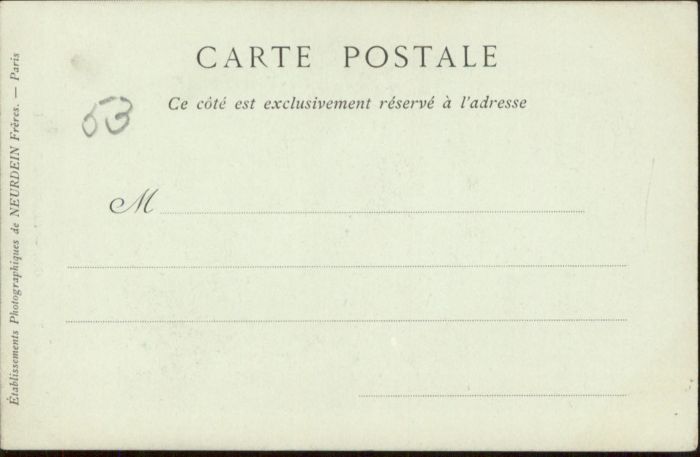 CARTE POSTALE
53
Ce côté est exclusivement réservé à l'adresse
M
Établissements Photographiques de NEURDEIN Frères. — Paris